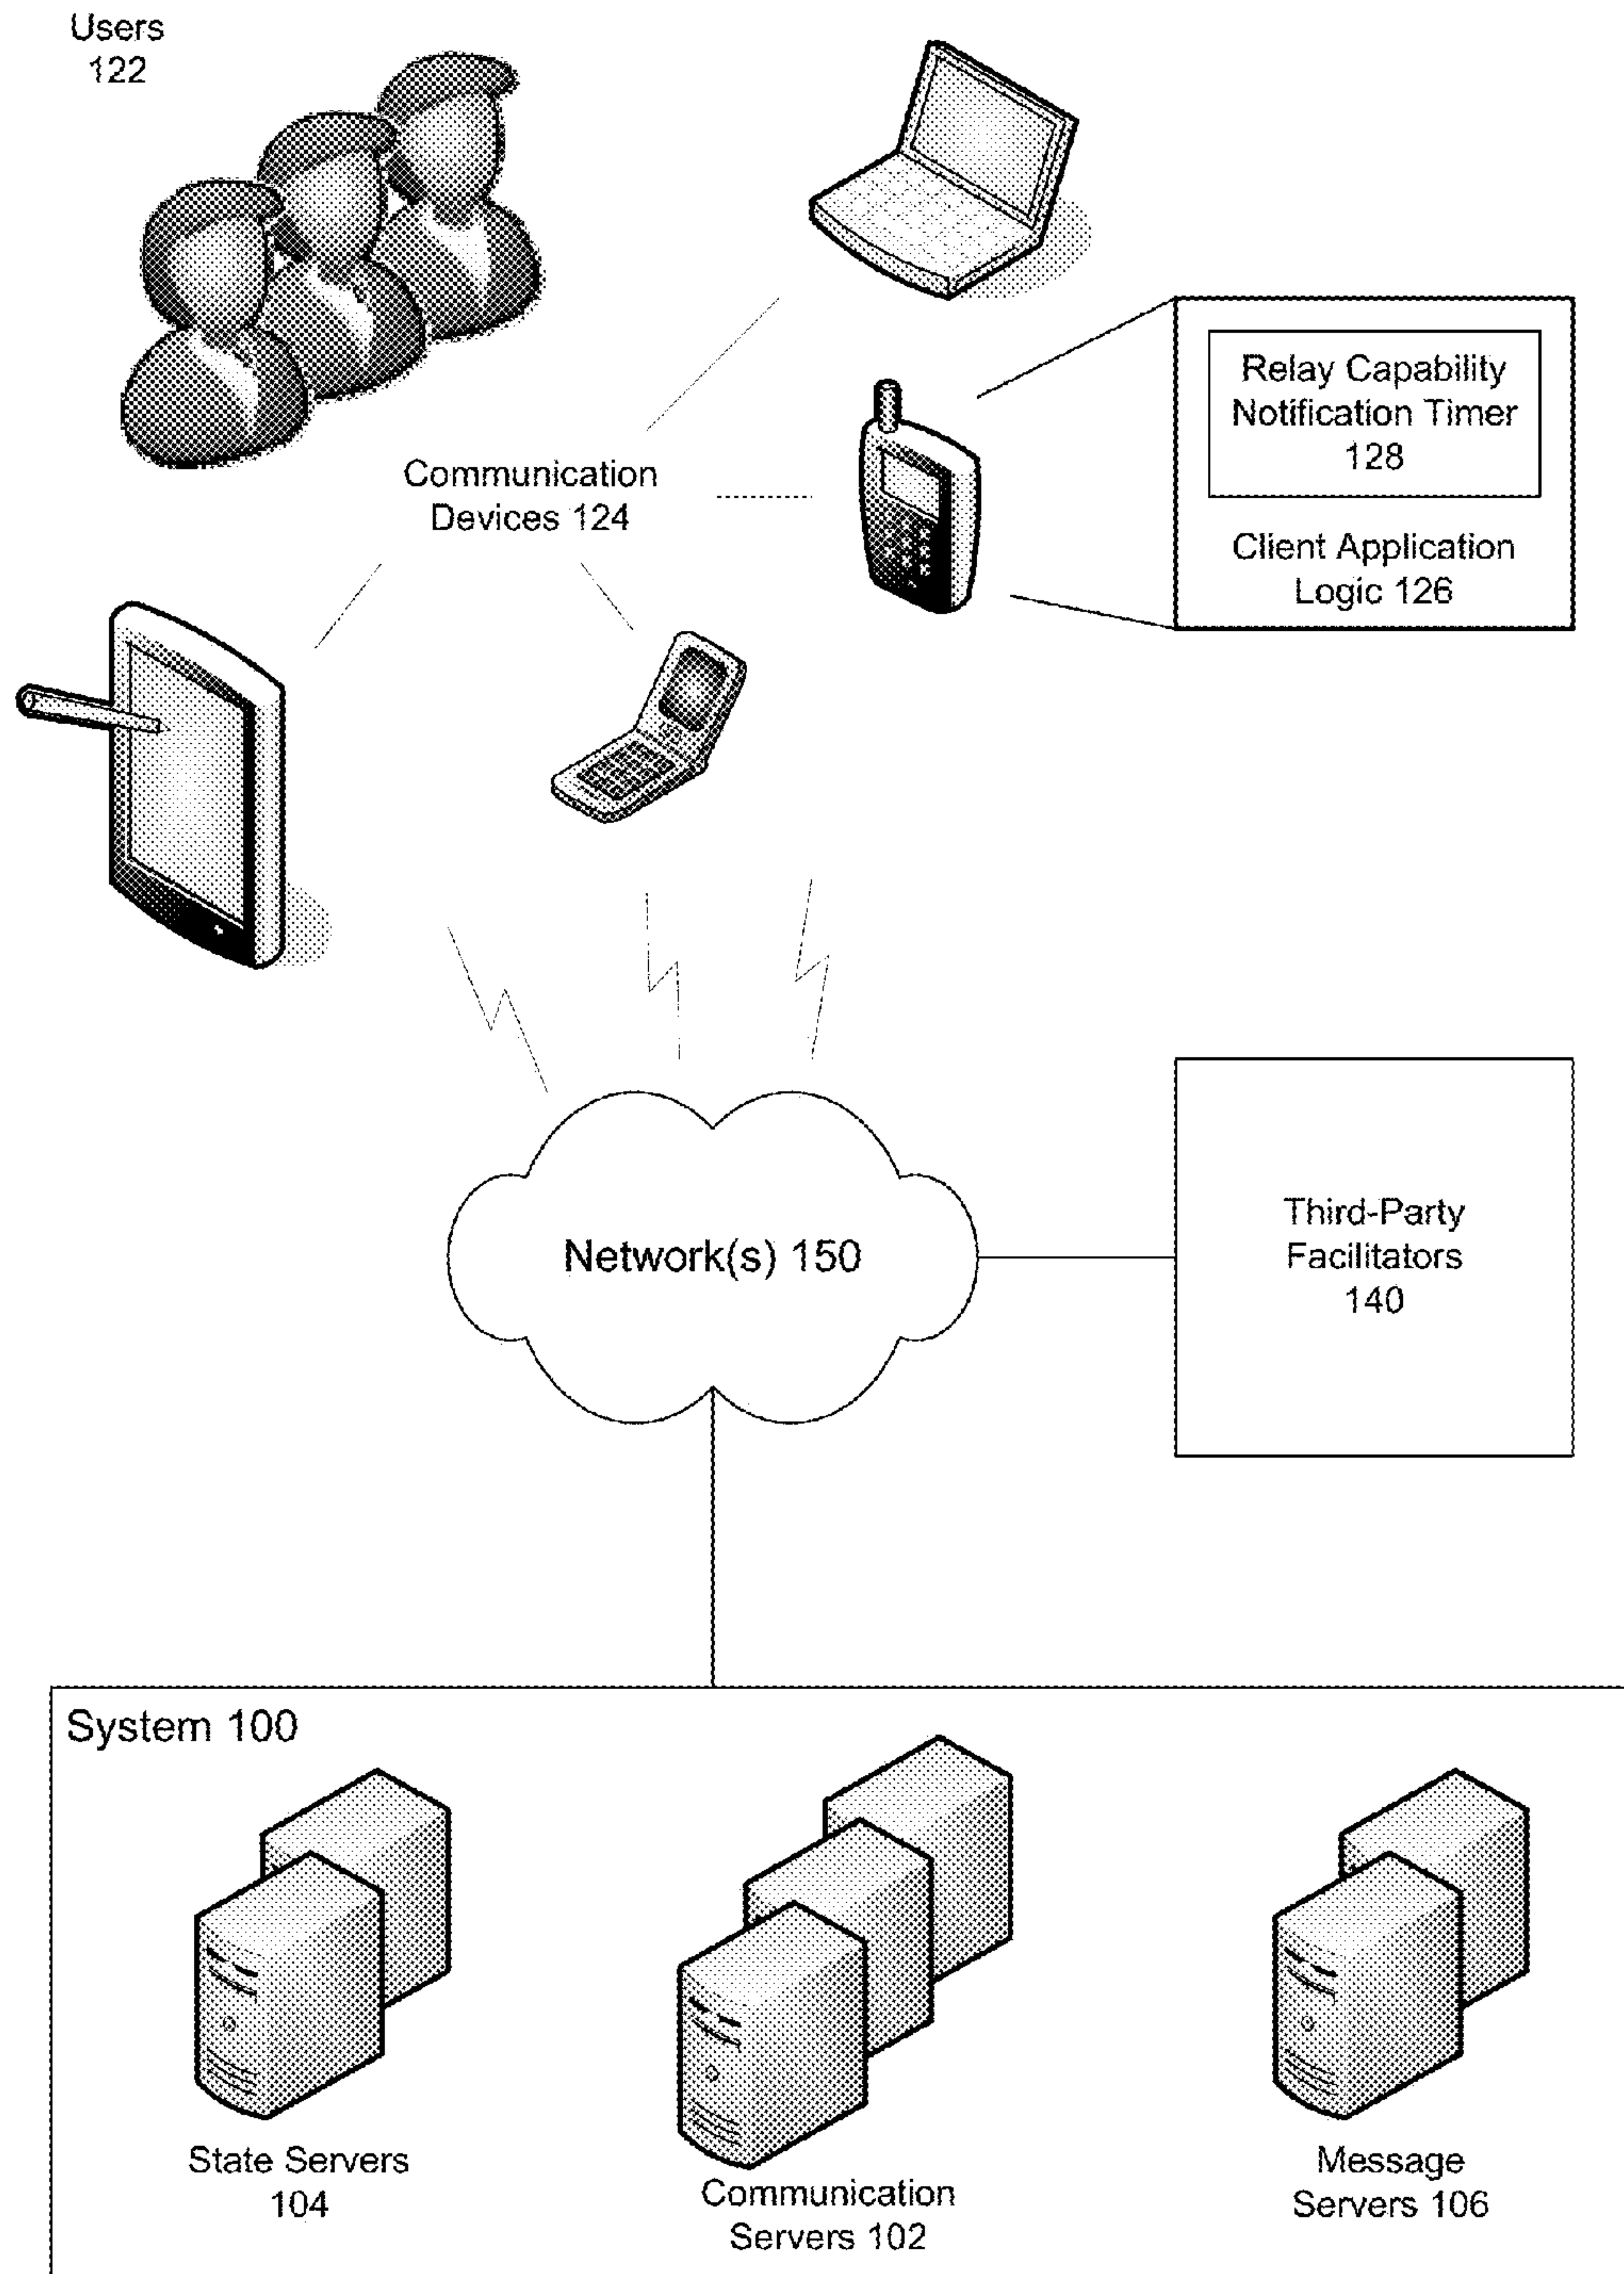 Users
122
Relay Capability
Notification Timer
128
Communication
Devices 124
Client Application
Logic 126
Network(s) 150
Third-Party
Facilitators
140
System 100
State Servers
104
Communication
Servers 102
Message
Servers 106